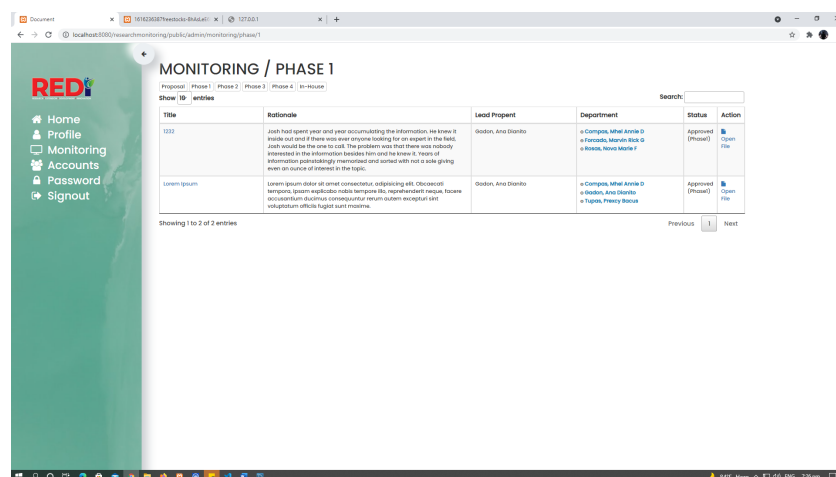 Document
127.0.0.1
localhost:8080/researchmonitoring/public/admin/monitoring/phase/1
REDi
Home
Profile
Monitoring
Accounts
Password
Signout
MONITORING / PHASE 1
Proposal Phase 1 Phase 2 Phase 3 Phase 4 In-House
Show 10 entries
Search:
Title Rationale Lead Propent Department Status Action
1232 Josh had spent year and year accumulating the information. He knew it
inside out and if there was ever anyone looking for an expert in the field,
Josh would be the one to call. The problem was that there was nobody
interested in the information besides him and he knew it. Years of
information painstakingly memorized and sorted with not a sole giving
even an ounce of interest in the topic.
Gadon, Ana Dianito
Compas, Mhel Annie D
Forcado, Marvin Rick G
Rosas, Nova Marie F
Approved
(Phase1)
Open
File
Lorem Ipsum Lorem ipsum dolor sit amet consectetur, adipisicing elit. Obcaecati
tempora, ipsam explicabo nobis tempore illo, reprehenderit neque, facere
accusantium ducimus consequuntur rerum autem excepturi sint
voluptatum officiis fugiat sunt maxime.
Gadon, Ana Dianito
Compas, Mhel Annie D
Gadon, Ana Dianito
Tupas, Prexcy Bacus
Approved
(Phase1)
Open
File
Showing 1 to 2 of 2 entries
Previous 1 Next